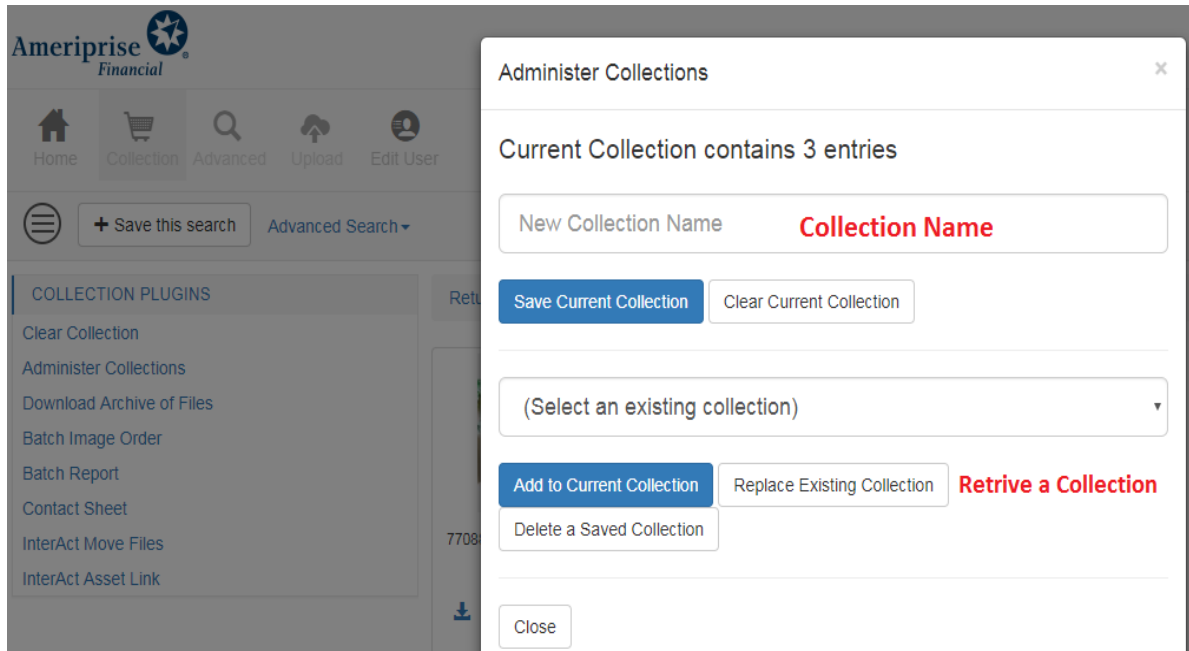 Ameriprise
Financial
Home
Collection
Advanced
Upload
Edit User
+ Save this search
Advanced Search
COLLECTION PLUGINS
Clear Collection
Administer Collections
Download Archive of Files
Batch Image Order
Batch Report
Contact Sheet
InterAct Move Files
InterAct Asset Link
Retu
7708
Administer Collections
×
Current Collection contains 3 entries
New Collection Name
Collection Name
Save Current Collection
Clear Current Collection
(Select an existing collection)
Add to Current Collection
Replace Existing Collection
Retrive a Collection
Delete a Saved Collection
Close